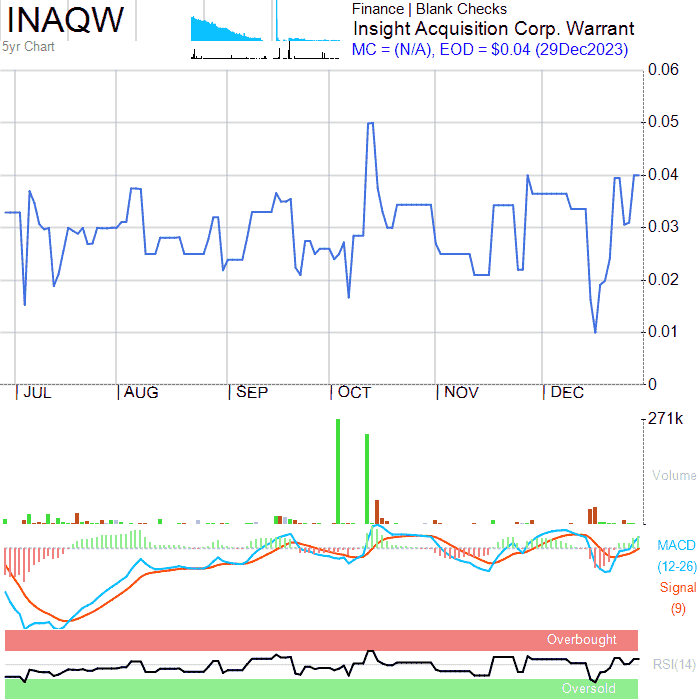 INAQW
5yr Chart
Finance | Blank Checks
Insight Acquisition Corp. Warrant
MC = (N/A), EOD = $0.04 (29Dec2023)
0.06
0.05
0.04
0.03
0.02
0.01
0
JUL AUG SEP OCT NOV DEC
271k
Volume
MACD
(12-26)
Signal
(9)
Overbought
RSI(14)
Oversold